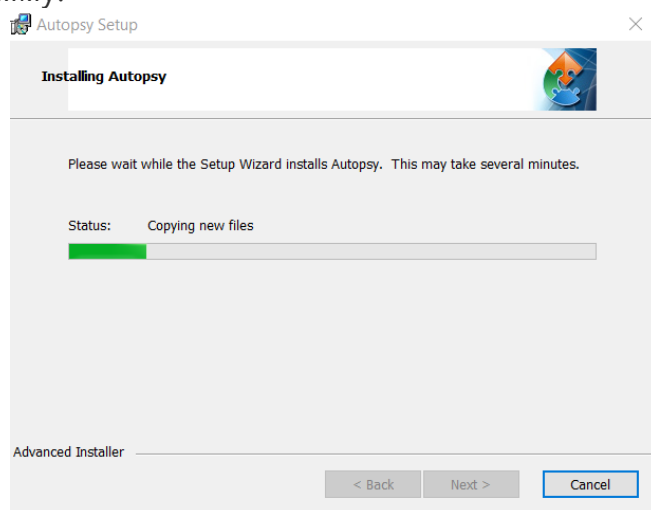 Autopsy Setup
Installing Autopsy
Please wait while the Setup Wizard installs Autopsy. This may take several minutes.
Status: Copying new files
Advanced Installer
< Back Next > Cancel